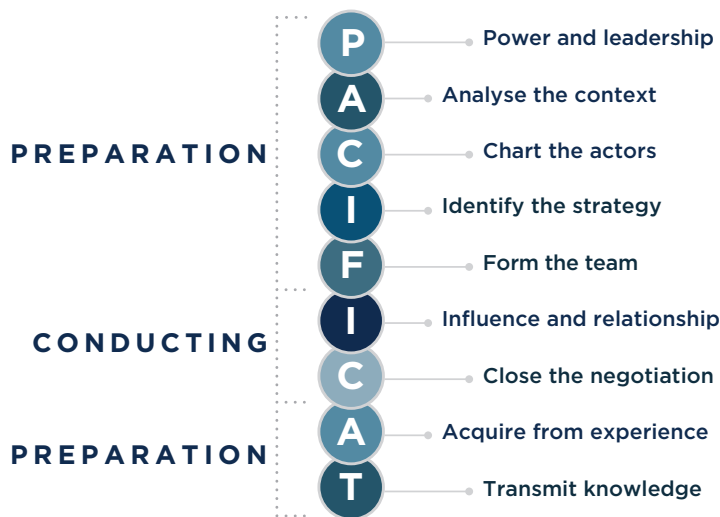 P Power and leadership
A Analyse the context
PREPARATION C Chart the actors
I Identify the strategy
F Form the team
I Influence and relationship
CONDUCTING
C Close the negotiation
A Acquire from experience
PREPARATION
T Transmit knowledge